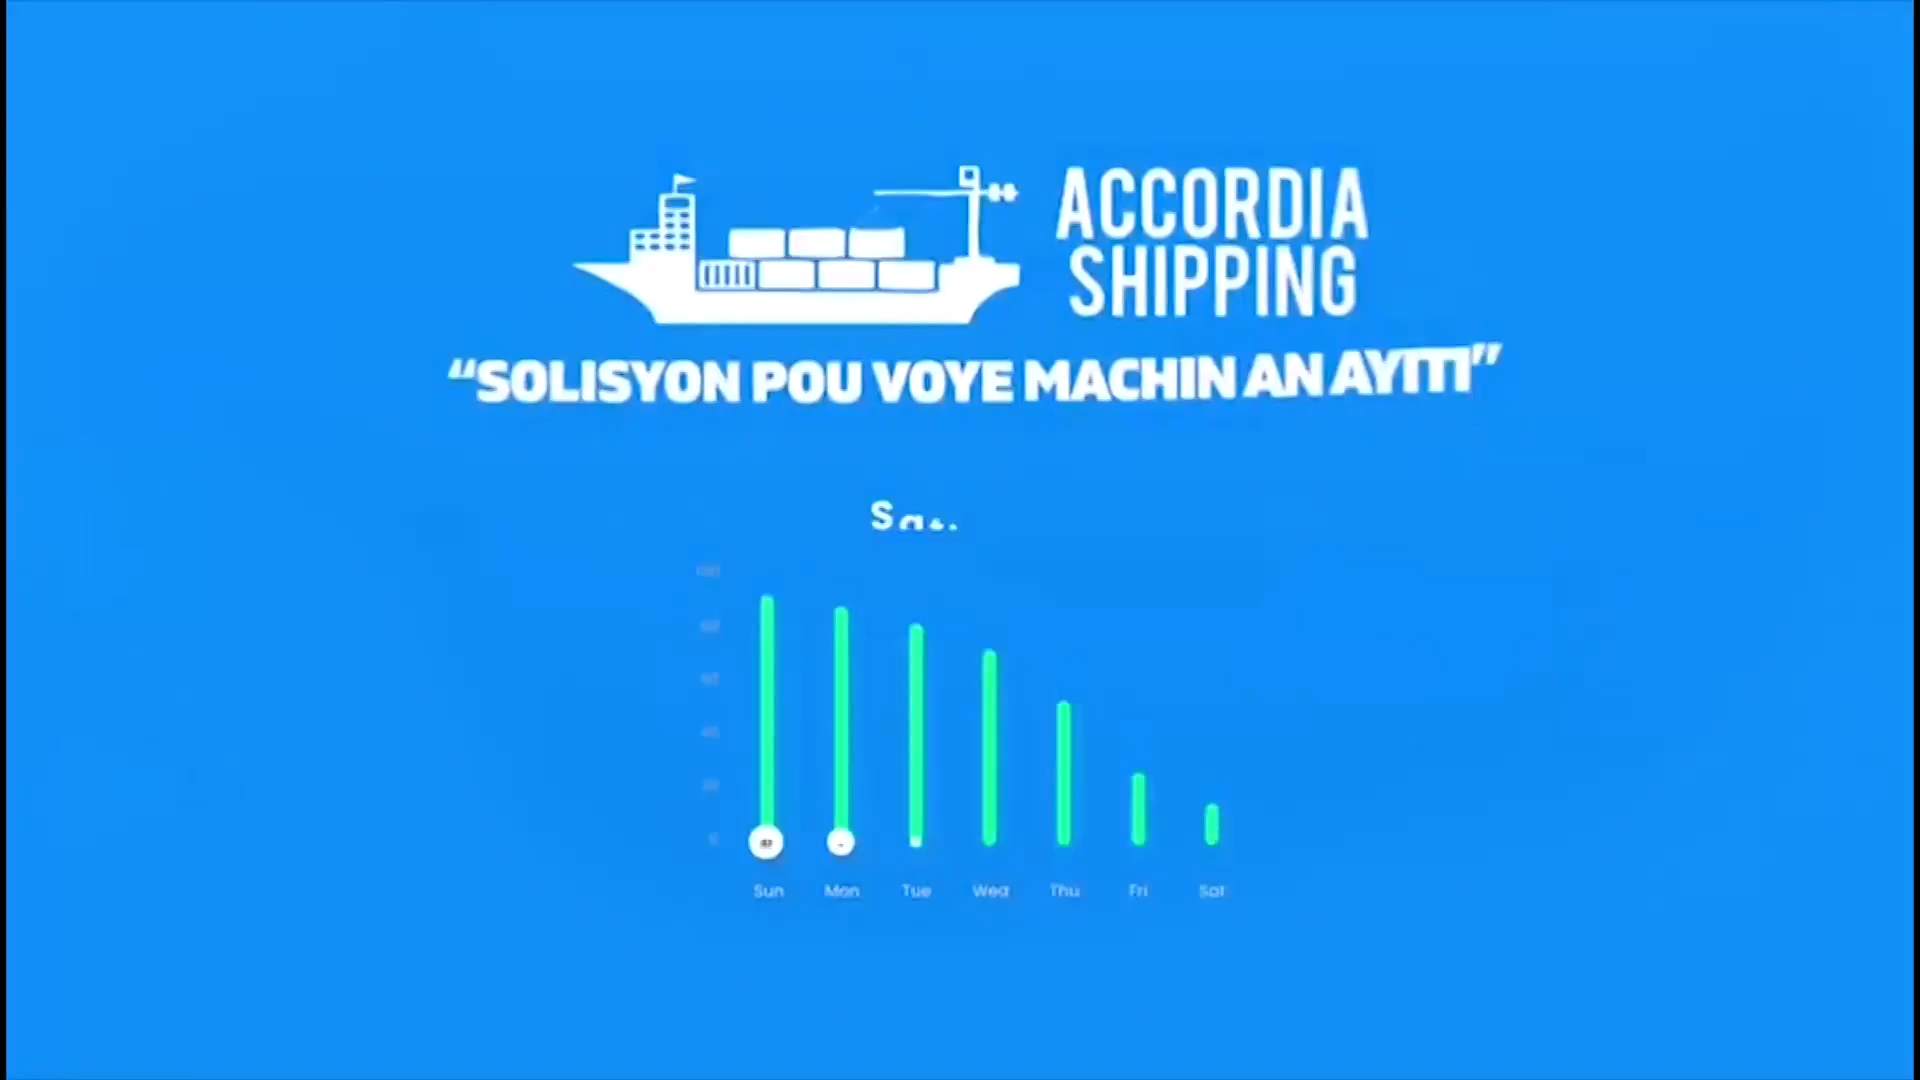 ACCORDIA
SHIPPING
“SOLISYON POU VOYE MACHIN AN AYITI”
Sun Mon Tue Wed Thu Fri Sat